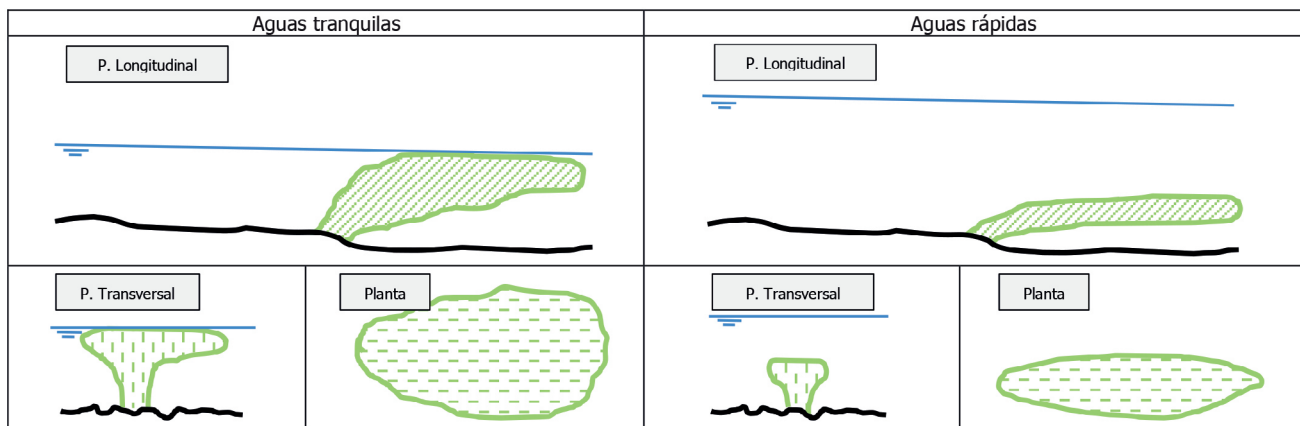 Aguas tranquilas
Aguas rápidas
P. Longitudinal
P. Longitudinal
P. Transversal
Planta
P. Transversal
Planta